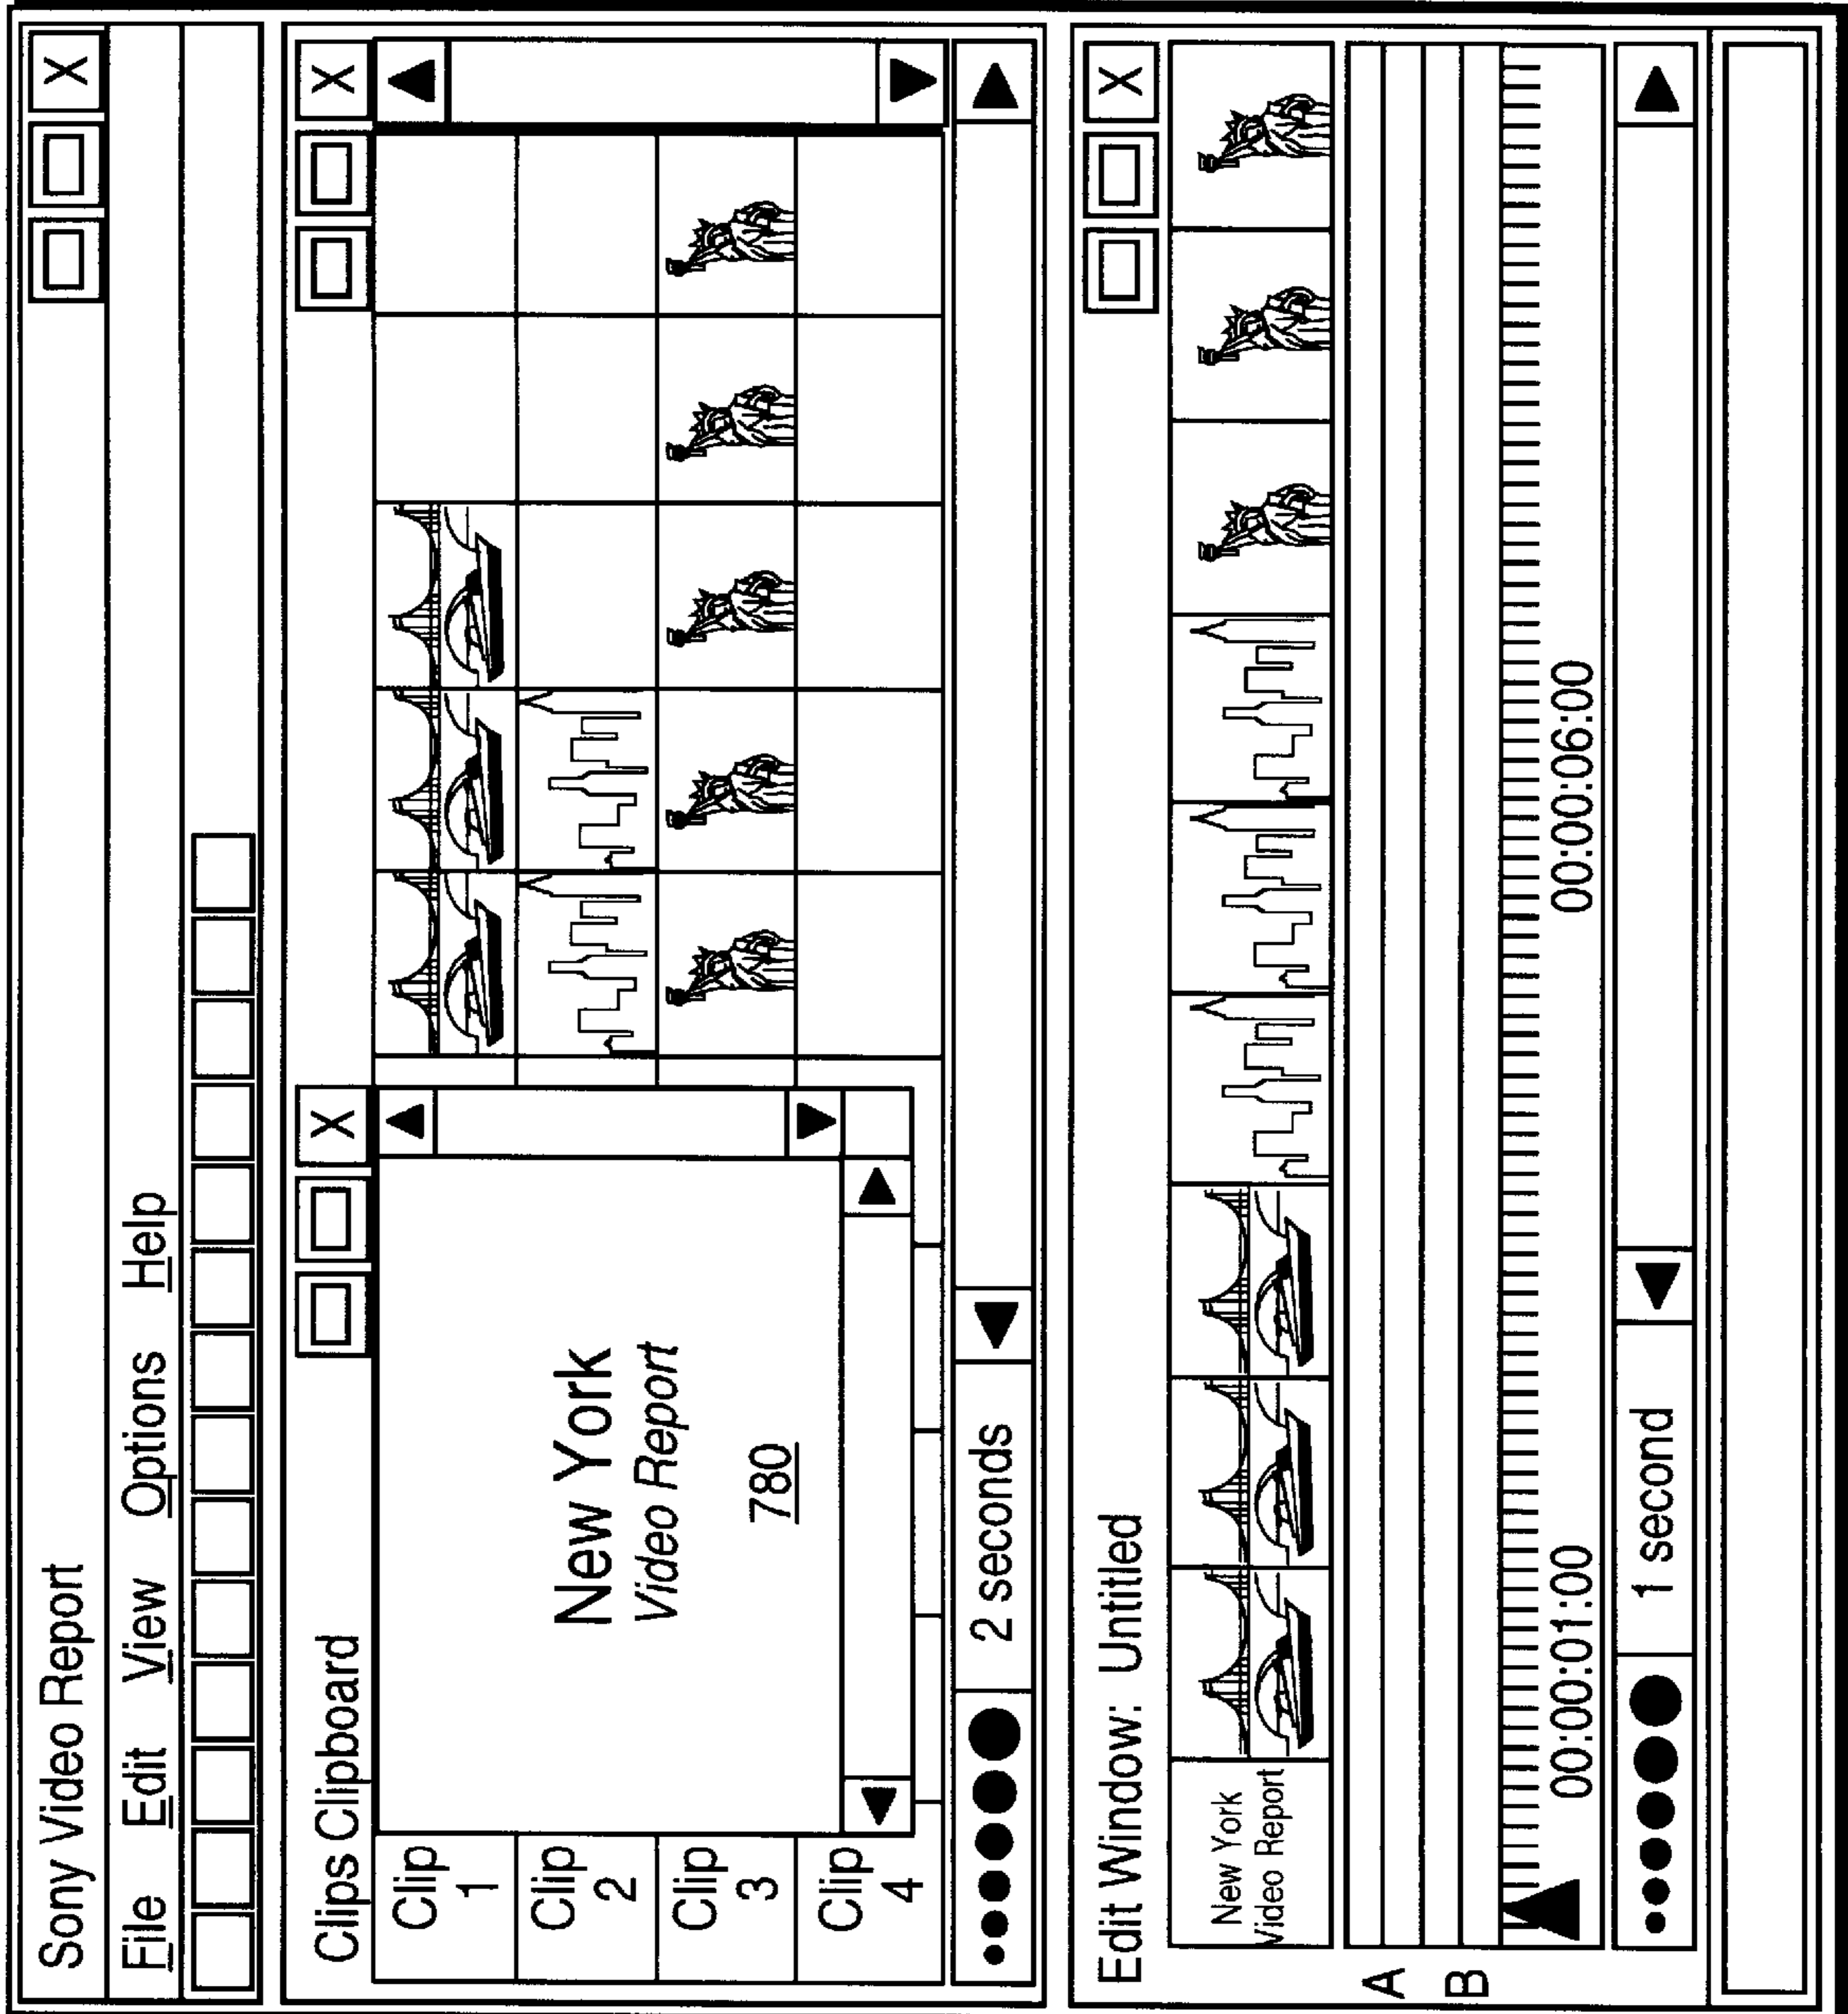 Sony Video Report
X
File Edit View Options Help
Clips Clipboard
X
X
Clip
1
Clip
2
Clip
3
Clip
4
New York
Video Report
780
2 seconds
Edit Window: Untitled
X
New York
Video Report
A
B
00:00:01:00
00:00:06:00
1 second